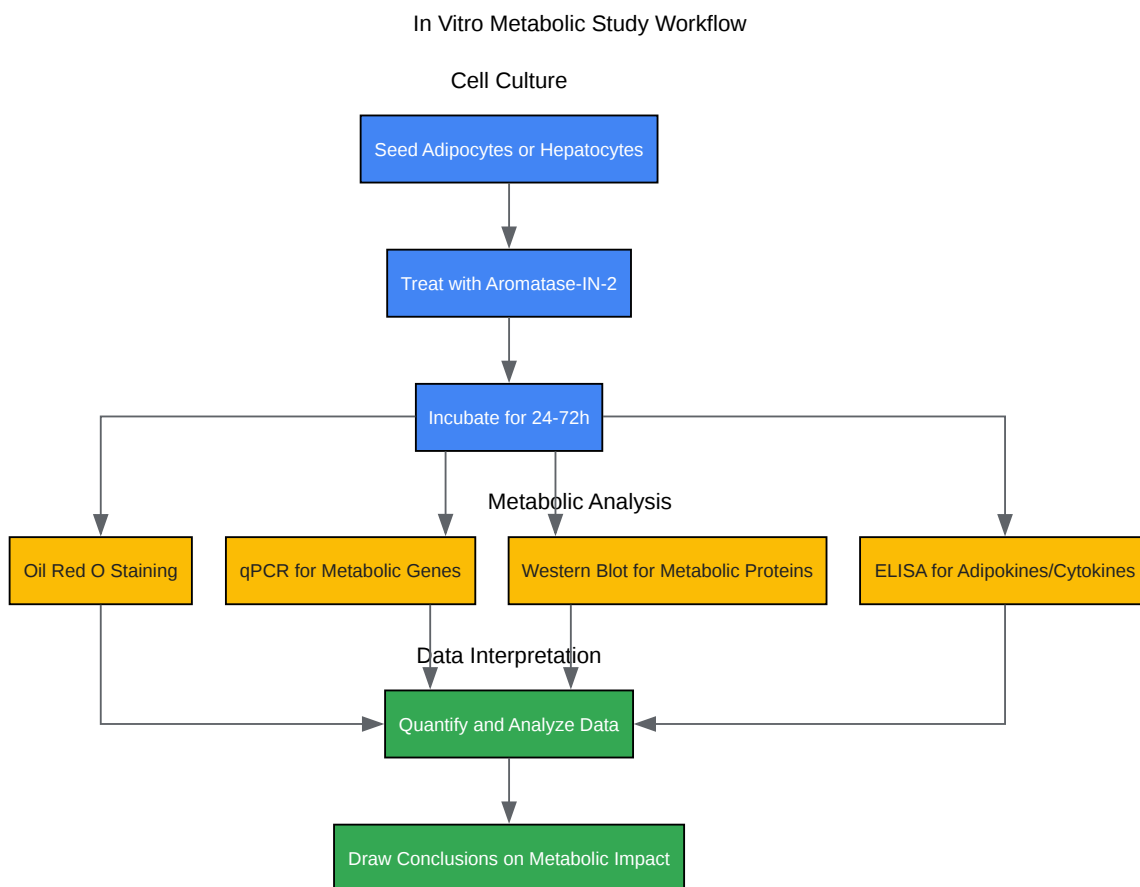 In Vitro Metabolic Study Workflow
Cell Culture
Seed Adipocytes or Hepatocytes
Treat with Aromatase-IN-2
Incubate for 24-72h
Metabolic Analysis
Oil Red O Staining
qPCR for Metabolic Genes
Western Blot for Metabolic Proteins
ELISA for Adipokines/Cytokines
Data Interpretation
Quantify and Analyze Data
Draw Conclusions on Metabolic Impact